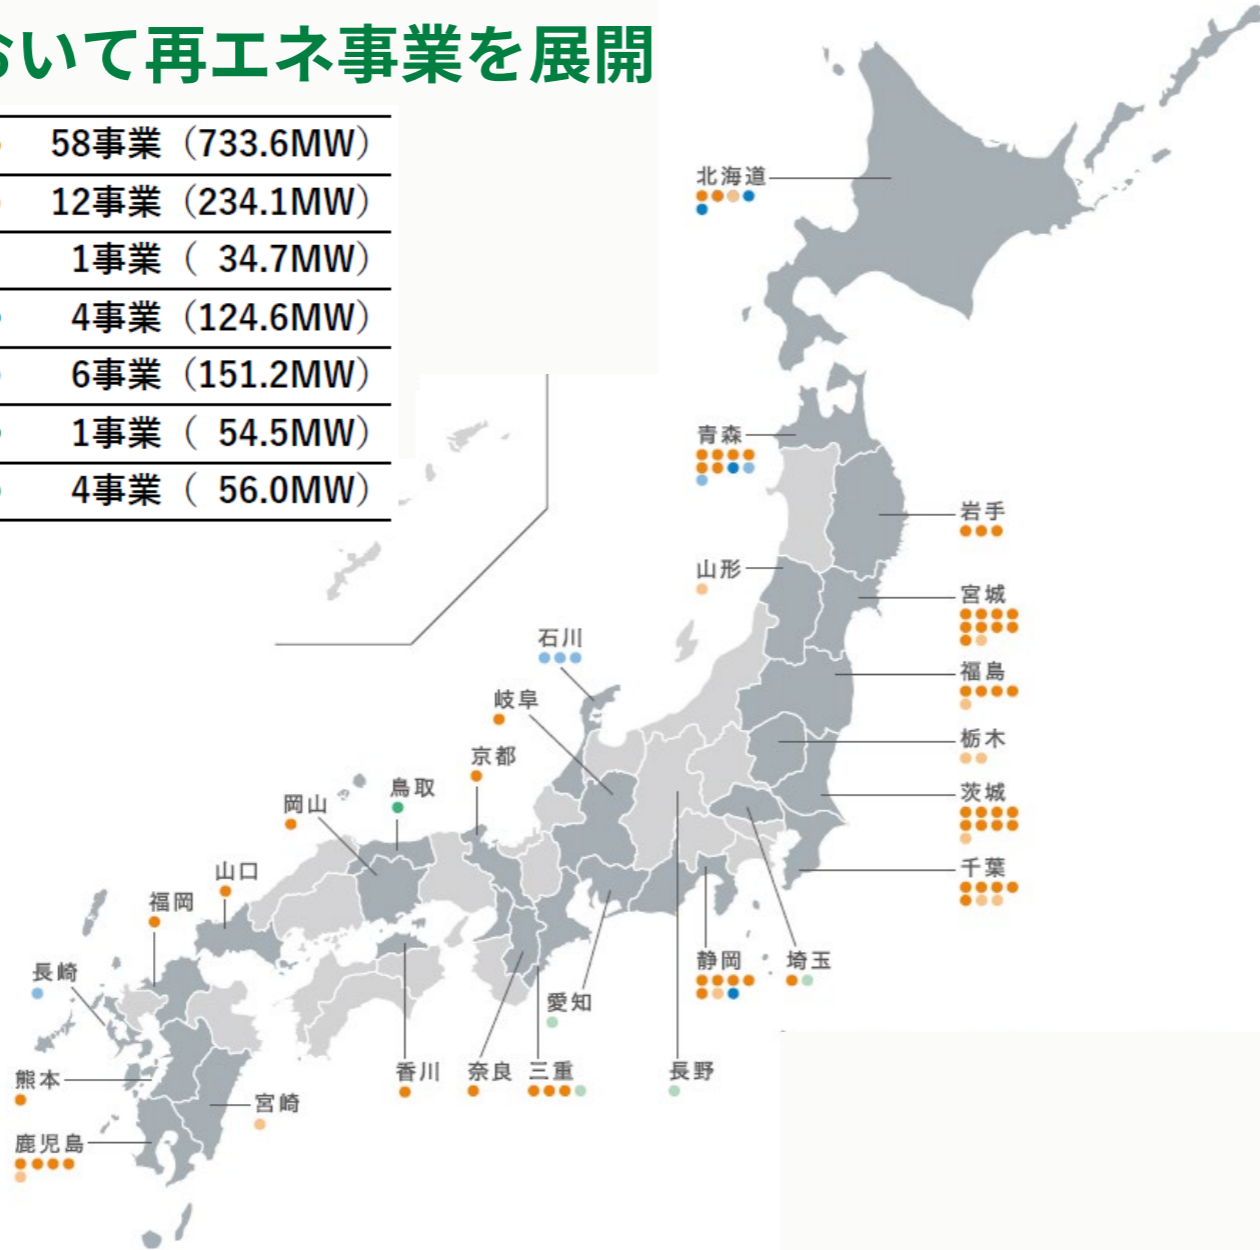 おいて再エネ事業を展開
58事業（733.6MW）
12事業（234.1MW）
1事業（ 34.7MW）
4事業（124.6MW）
6事業（151.2MW）
1事業（ 54.5MW）
4事業（ 56.0MW）
北海道
青森
岩手
山形
宮城
石川
福島
岐阜
栃木
京都
鳥取
茨城
岡山
山口
千葉
福岡
静岡
埼玉
長崎
愛知
香川
奈良
三重
長野
熊本
宮崎
鹿児島